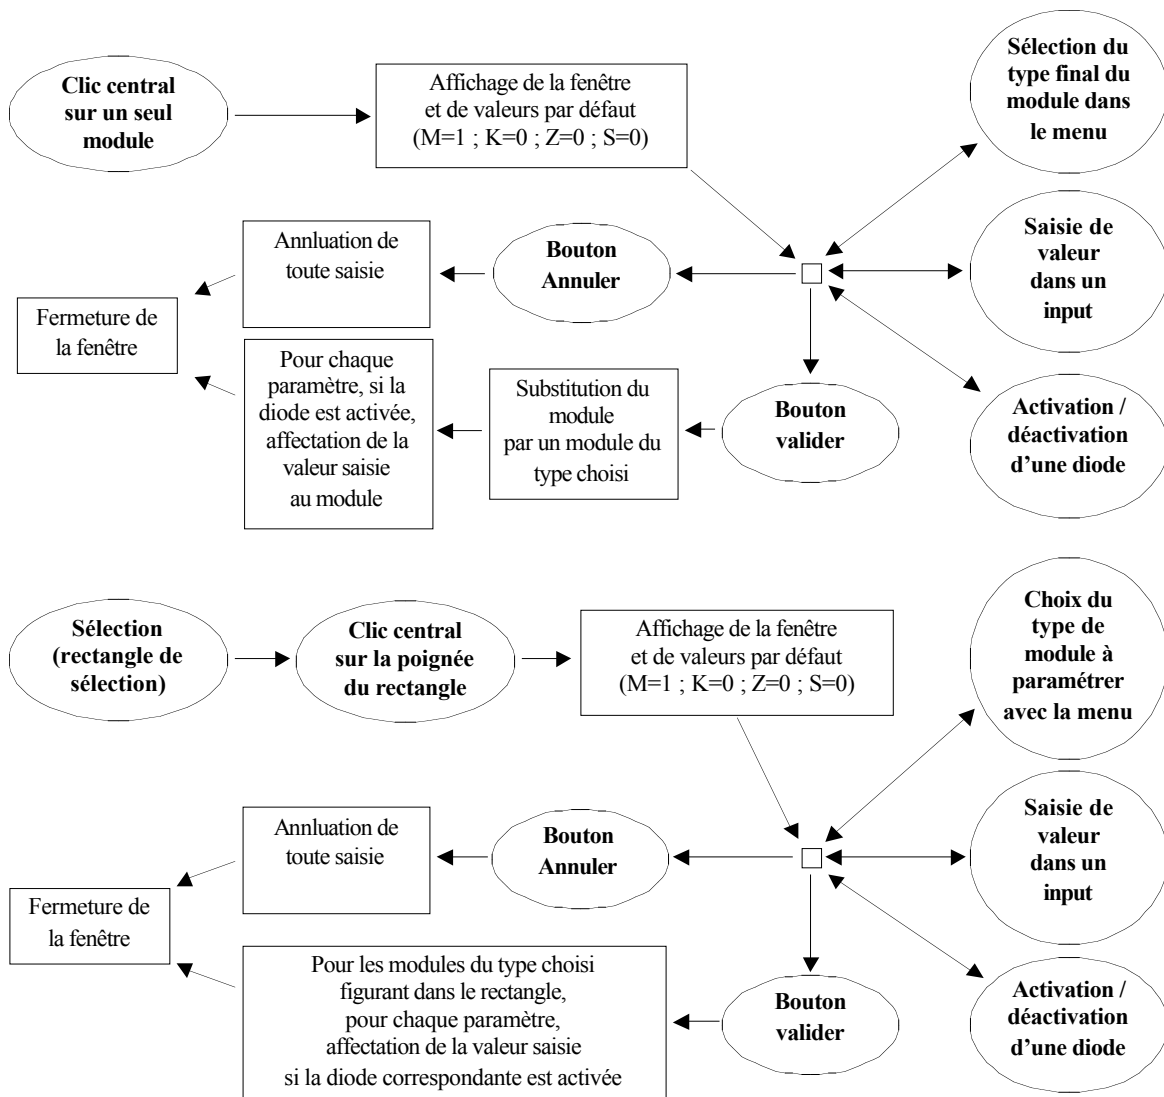 Clic central
sur un seul
module
Affichage de la fenêtre
et de valeurs par défaut
(M=1 ; K=0 ; Z=0 ; S=0)
Sélection du
type final du
module dans
le menu
Annluation de
toute saisie
Bouton
Annuler
Saisie de
valeur
dans un
input
Fermeture de
la fenêtre
Pour chaque
paramètre, si la
diode est activée,
affectation de la
valeur saisie
au module
Substitution du
module
par un module du
type choisi
Bouton
valider
Activation /
déactivation
d'une diode
Sélection
(rectangle de
sélection)
Clic central
sur la poignée
du rectangle
Affichage de la fenêtre
et de valeurs par défaut
(M=1 ; K=0 ; Z=0 ; S=0)
Choix du
type de
module à
paramétrer
avec la menu
Annluation de
toute saisie
Bouton
Annuler
Saisie de
valeur
dans un
input
Fermeture de
la fenêtre
Pour les modules du type choisi
figurant dans le rectangle,
pour chaque paramètre,
affectation de la valeur saisie
si la diode correspondante est activée
Bouton
valider
Activation /
déactivation
d'une diode